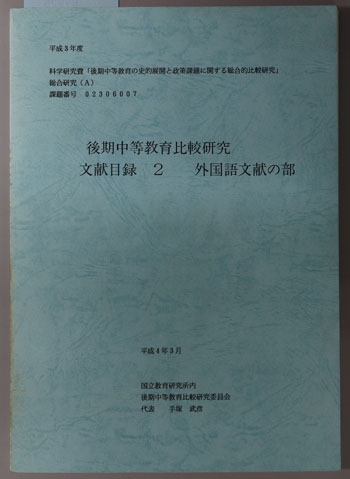 平成3年度
科学研究費「後期中等教育の史的展開と政策課題に関する総合的比較研究」
総合研究(A)
課題番号 02306007
後期中等教育比較研究
文献目録 2 外国語文献の部
平成4年3月
国立教育研究所内
後期中等教育比較研究委員会
代表 手塚 武彦